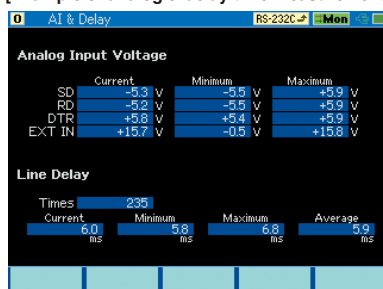 0 AI & Delay RS-232C Mon
Analog Input Voltage
Current Minimum Maximum
SD -5.3 V -5.5 V +5.9 V
RD -5.2 V -5.5 V +5.9 V
DTR +5.8 V +5.4 V +5.9 V
EXT IN +15.7 V -0.5 V +15.8 V
Line Delay
Times 235
Current Minimum Maximum Average
6.0 5.8 6.8 5.9
ms ms ms ms